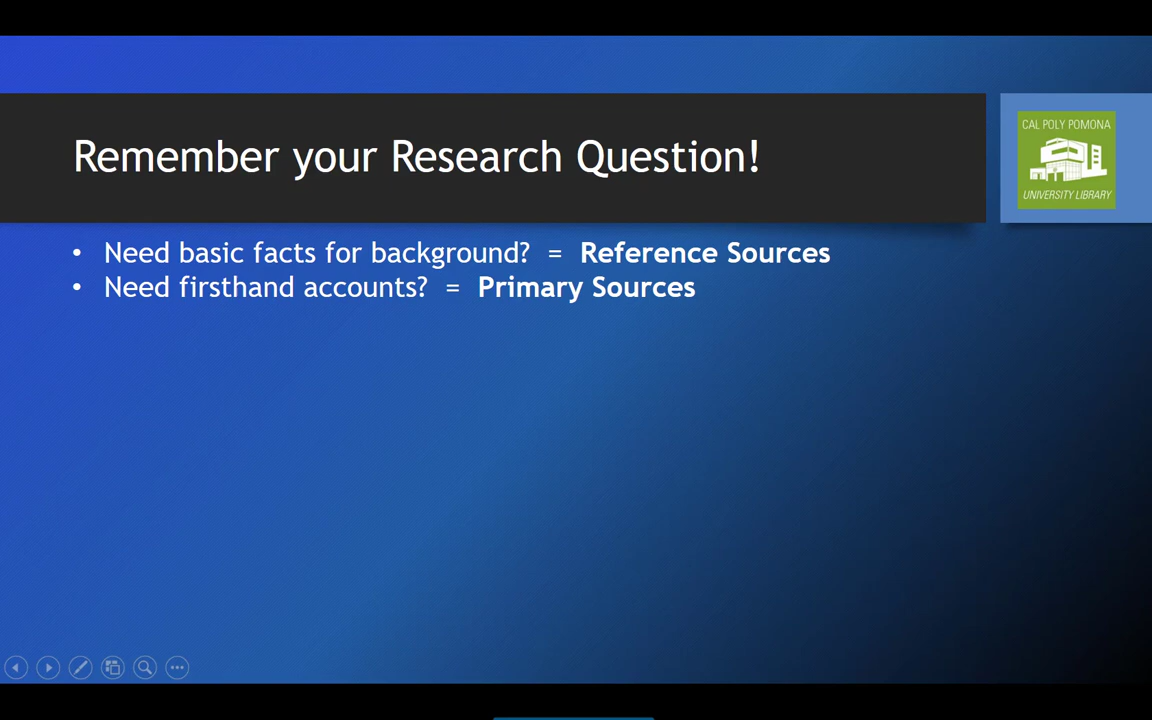 Remember your Research Question!
CAL POLY POMONA
UNIVERSITY LIBRARY
• Need basic facts for background? = Reference Sources
• Need firsthand accounts? = Primary Sources